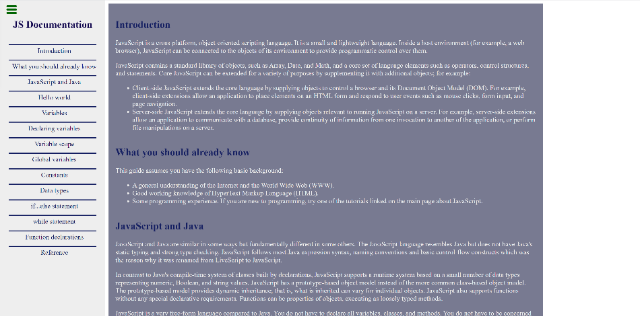 JS Documentation
Introduction
What you should already know
JavaScript and Java
Hello world
Variables
Declaring variables
Variable scope
Global variables
Constants
Data types
if...else statement
while statement
Function declarations
Reference
Introduction
JavaScript is a cross-platform, object-oriented scripting language. It is a small and lightweight language. Inside a host environment (for example, a web
browser), JavaScript can be connected to the objects of its environment to provide programmatic control over them.
JavaScript contains a standard library of objects, such as Array, Date, and Math, and a core set of language elements such as operators, control structures,
and statements. Core JavaScript can be extended for a variety of purposes by supplementing it with additional objects; for example:
Client-side JavaScript extends the core language by supplying objects to control a browser and its Document Object Model (DOM). For example,
client-side extensions allow an application to place elements on an HTML form and respond to user events such as mouse clicks, form input, and
page navigation.
Server-side JavaScript extends the core language by supplying objects relevant to running JavaScript on a server. For example, server-side extensions
allow an application to communicate with a database, provide continuity of information from one invocation to another of the application, or perform
file manipulations on a server.
What you should already know
This guide assumes you have the following basic background:
A general understanding of the Internet and the World Wide Web (WWW).
Good working knowledge of HyperText Markup Language (HTML).
Some programming experience. If you are new to programming, try one of the tutorials linked on the main page about JavaScript.
JavaScript and Java
JavaScript and Java are similar in some ways but fundamentally different in some others. The JavaScript language resembles Java but does not have Java's
static typing and strong type checking. JavaScript follows most Java expression syntax, naming conventions and basic control-flow constructs which was
the reason why it was renamed from LiveScript to JavaScript.
In contrast to Java's compile-time system of classes built by declarations, JavaScript supports a runtime system based on a small number of data types
representing numeric, Boolean, and string values. JavaScript has a prototype-based object model instead of the more common class-based object model.
The prototype-based model provides dynamic inheritance; that is, what is inherited can vary for individual objects. JavaScript also supports functions
without any special declarative requirements. Functions can be properties of objects, executing as loosely typed methods.
JavaScript is a very free-form language compared to Java. You do not have to declare all variables, classes, and methods. You do not have to be concerned